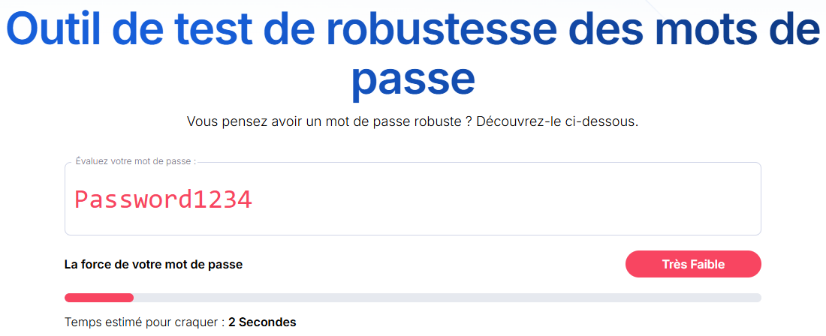 Outil de test de robustesse des mots de
passe
Vous pensez avoir un mot de passe robuste ? Découvrez-le ci-dessous.
Évaluez votre mot de passe :
Password1234
La force de votre mot de passe
Très Faible
Temps estimé pour craquer : 2 Secondes